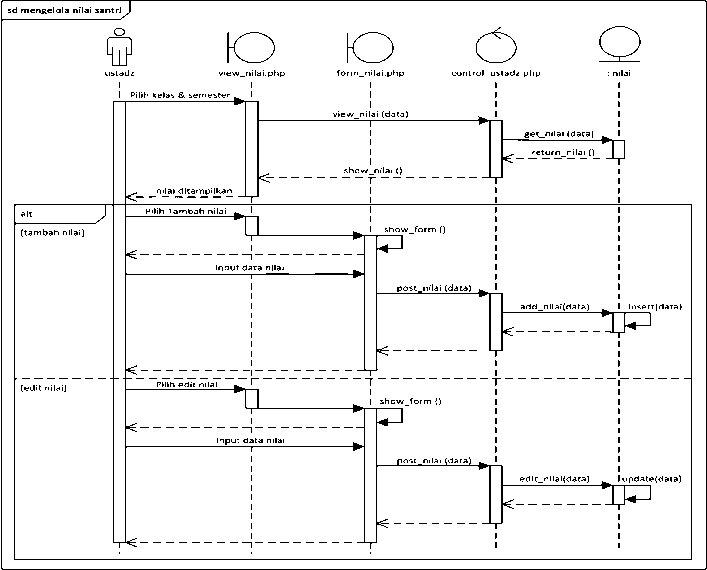 sd mengelola nilai santri
ustadz
view_nilai.php
form_nilai.php
control_ustadz.php
: nilai
Pilih kelas & semester
view_nilai (data)
get_nilai (data)
return_nilai ()
show_nilai ()
nilai ditampilkan
alt
[tambah nilai]
Pilih Tambah nilai
show_form ()
Input data nilai
post_nilai (data)
add_nilai(data)
insert(data)
[edit nilai]
Pilih edit nilai
show_form ()
Input data nilai
post_nilai (data)
edit_nilai(data)
update(data)